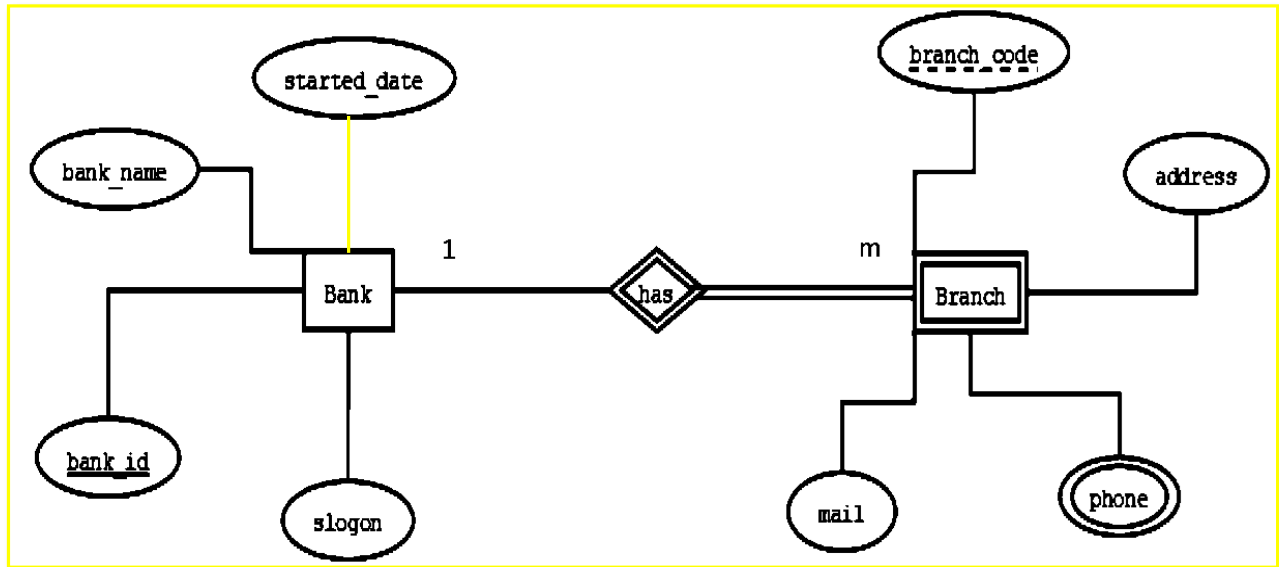 branch_code
started_date
bank_name
address
1
m
Bank
has
Branch
bank_id
slogon
mail
phone